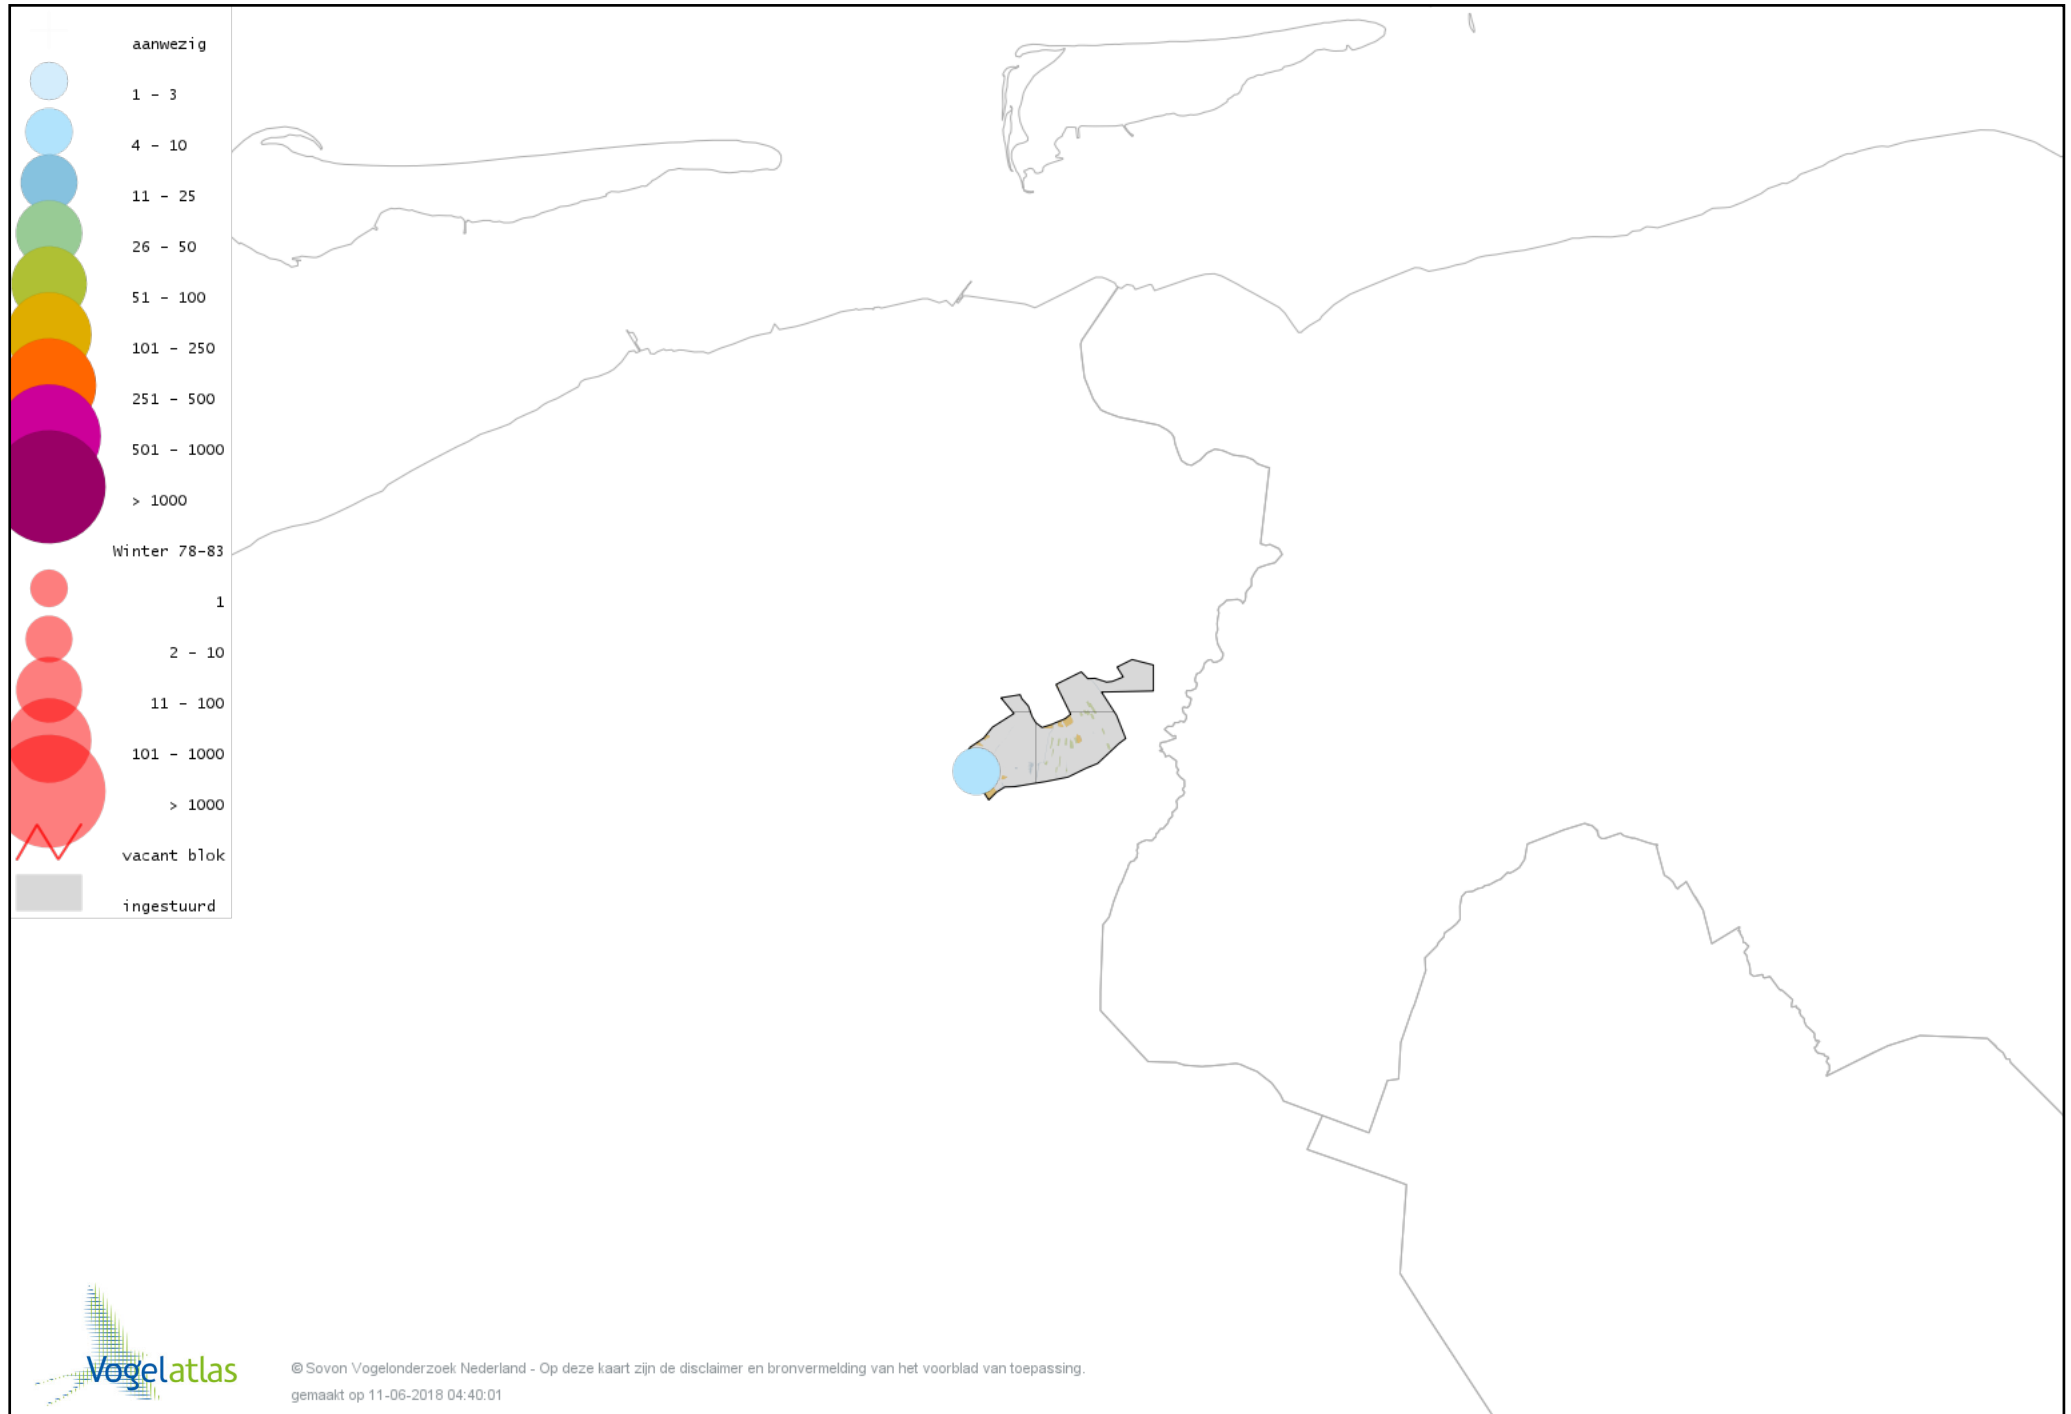 aanwezig
1 - 3
4 - 10
11 - 25
26 - 50
51 - 100
101 - 250
251 - 500
501 - 1000
> 1000
Winter 78-83
1
2 - 10
11 - 100
101 - 1000
> 1000
vacant blok
ingestuurd
Vogelatlas
© Sovon Vogelonderzoek Nederland - Op deze kaart zijn de disclaimer en bronvermelding van het voorblad van toepassing.
gemaakt op 11-06-2018 04:40:01